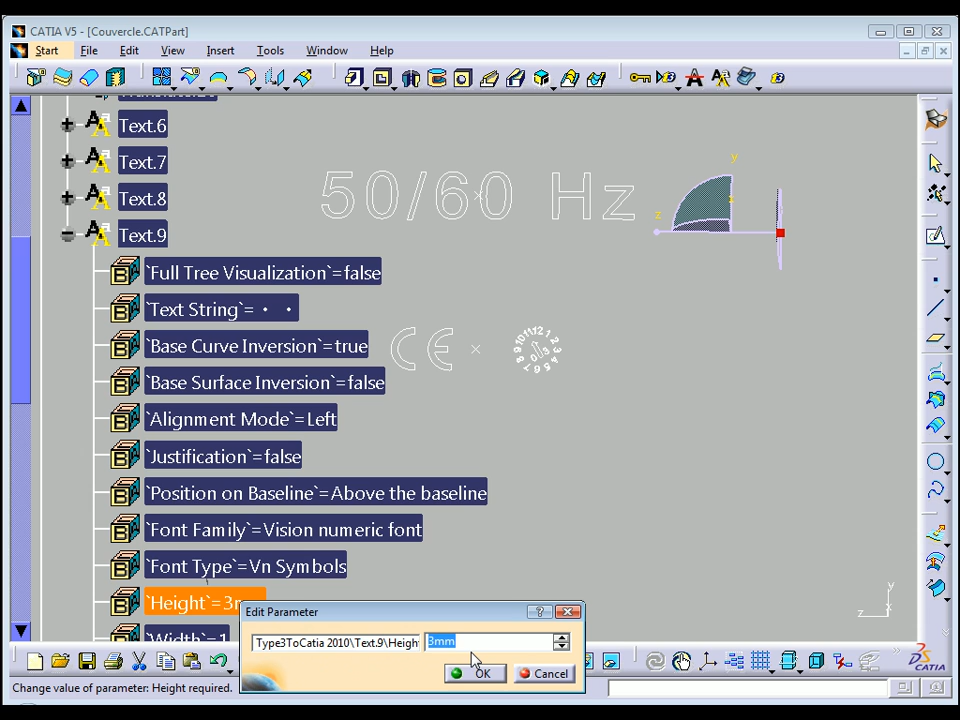 CATIA V5 - [Couvercle.CATPart]
Start File Edit View Insert Tools Window Help
Text.6
Text.7
Text.8
Text.9
50/60 Hz
y
x
z
`Full Tree Visualization`=false
`Text String`= • •
`Base Curve Inversion`=true
CE
`Base Surface Inversion`=false
`Alignment Mode`=Left
`Justification`=false
`Position on Baseline`=Above the baseline
`Font Family`=Vision numeric font
`Font Type`=Vn Symbols
`Height`=3
`Width`=1
Edit Parameter
Type3ToCatia 2010\Text.9\Heigh
3mm
OK
Cancel
y
z
x
CATIA
Change value of parameter: Height required.